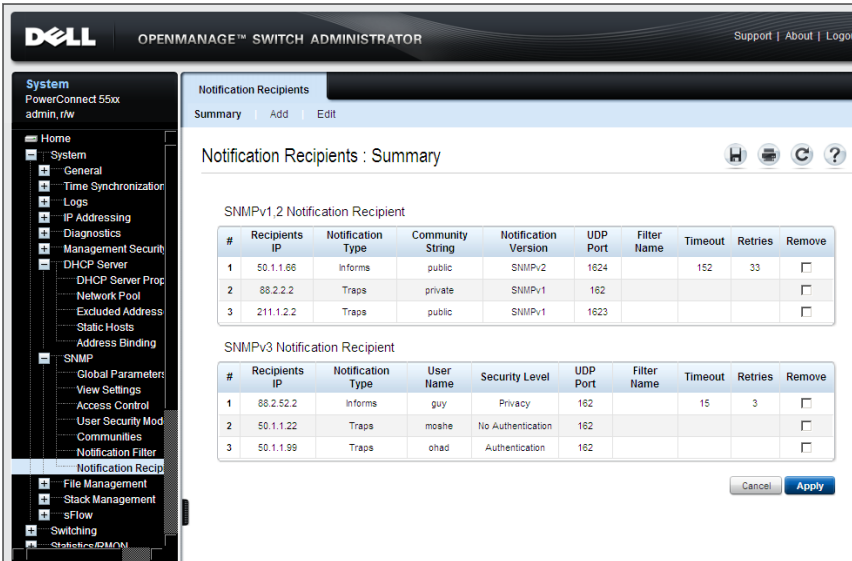 DELL
OPENMANAGE™ SWITCH ADMINISTRATOR
Support | About |
System
PowerConnect 55xx
admin, r/w
Home
System
General
Time Synchronization
Logs
IP Addressing
Diagnostics
Management Security
DHCP Server
DHCP Server Prop
Network Pool
Excluded Address
Static Hosts
Address Binding
SNMP
Global Parameters
View Settings
Access Control
User Security Mod
Communities
Notification Filter
Notification Recipi
File Management
Stack Management
sFlow
Switching
Statistics/RMON
Notification Recipients
Summary Add Edit
Notification Recipients : Summary
?
SNMPv1,2 Notification Recipient
# Recipients IP Notification Type Community String Notification Version UDP Port Filter Name Timeout Retries Remove
1 50.1.1.66 Informs public SNMPv2 1624 152 33
2 88.2.2.2 Traps private SNMPv1 162
3 211.1.2.2 Traps public SNMPv1 1623
SNMPv3 Notification Recipient
# Recipients IP Notification Type User Name Security Level UDP Port Filter Name Timeout Retries Remove
1 88.2.52.2 Informs guy Privacy 162 15 3
2 50.1.1.22 Traps moshe No Authentication 162
3 50.1.1.99 Traps ohad Authentication 162
Cancel Apply